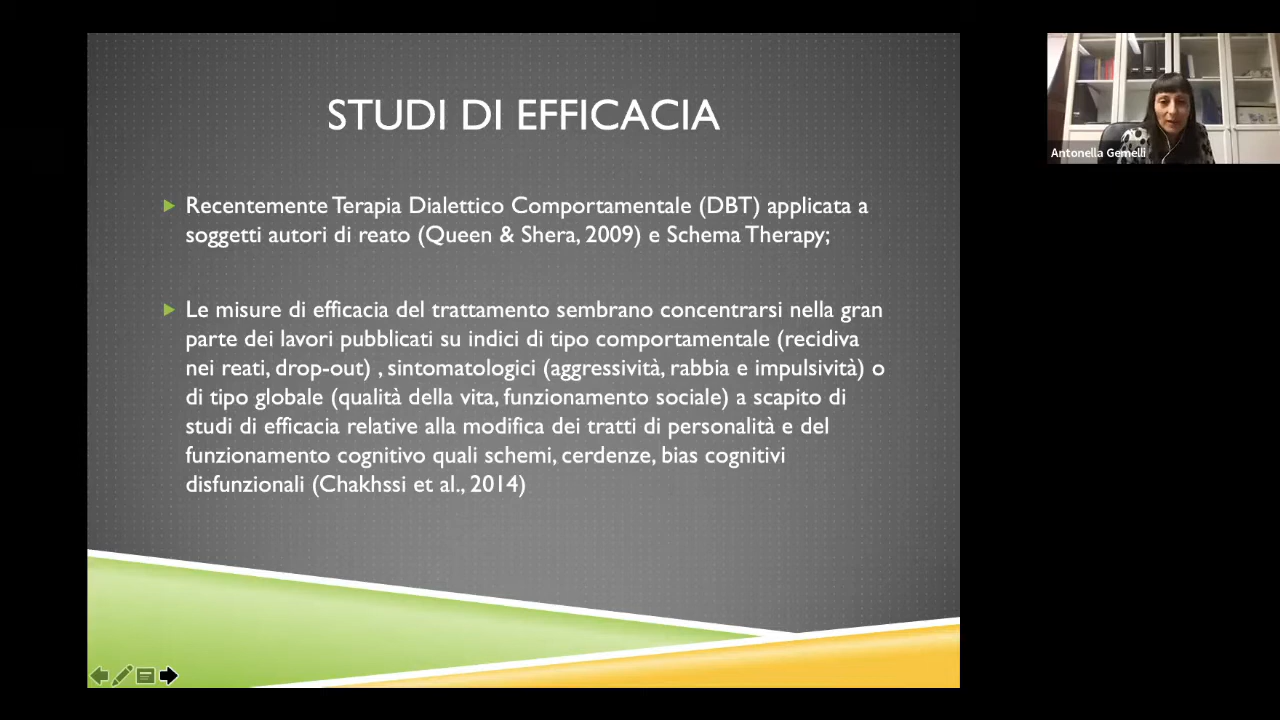 STUDI DI EFFICACIA
Recentemente Terapia Dialettico Comportamentale (DBT) applicata a
soggetti autori di reato (Queen & Shera, 2009) e Schema Therapy;
Le misure di efficacia del trattamento sembrano concentrarsi nella gran
parte dei lavori pubblicati su indici di tipo comportamentale (recidiva
nei reati, drop-out) , sintomatologici (aggressività, rabbia e impulsività) o
di tipo globale (qualità della vita, funzionamento sociale) a scapito di
studi di efficacia relative alla modifica dei tratti di personalità e del
funzionamento cognitivo quali schemi, cerdenze, bias cognitivi
disfunzionali (Chakhssi et al., 2014)
Antonella Gemelli